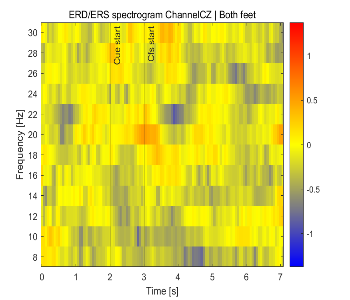 ERD/ERS spectrogram ChannelCZ | Both feet
Frequency [Hz]
30
28
26
24
22
20
18
16
14
12
10
8
Cue start
Cfs start
0 1 2 3 4 5 6 7
Time [s]
1
0.5
0
-0.5
-1